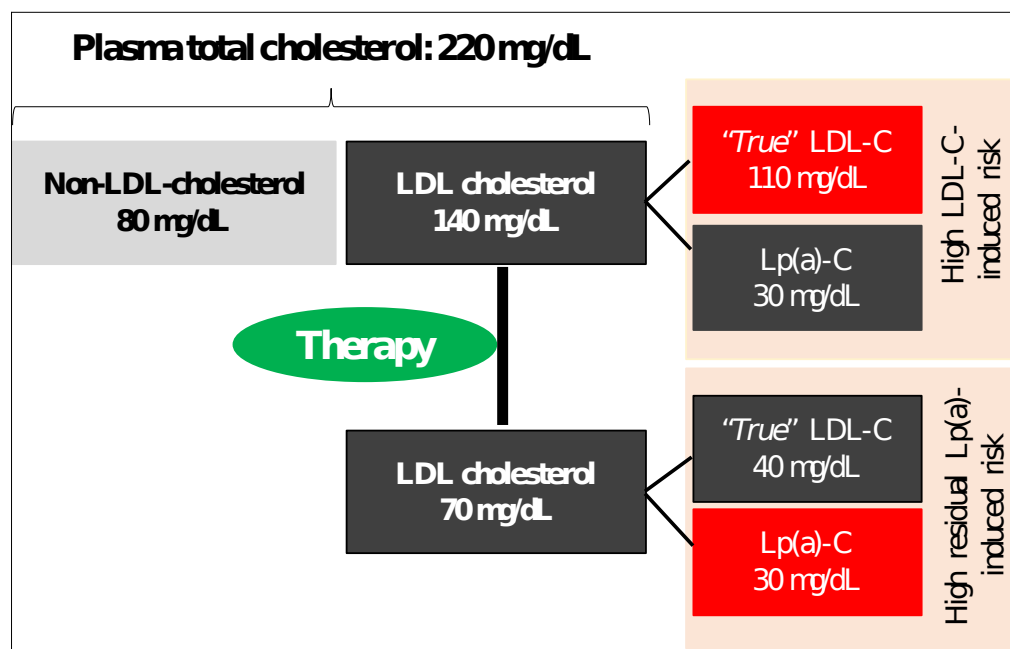 Plasma total cholesterol: 220 mg/dL
Non-LDL-cholesterol
80 mg/dL
LDL cholesterol
140 mg/dL
“True” LDL-C
110 mg/dL
Lp(a)-C
30 mg/dL
High LDL-C-
induced risk
Therapy
LDL cholesterol
70 mg/dL
“True” LDL-C
40 mg/dL
Lp(a)-C
30 mg/dL
High residual Lp(a)-
induced risk